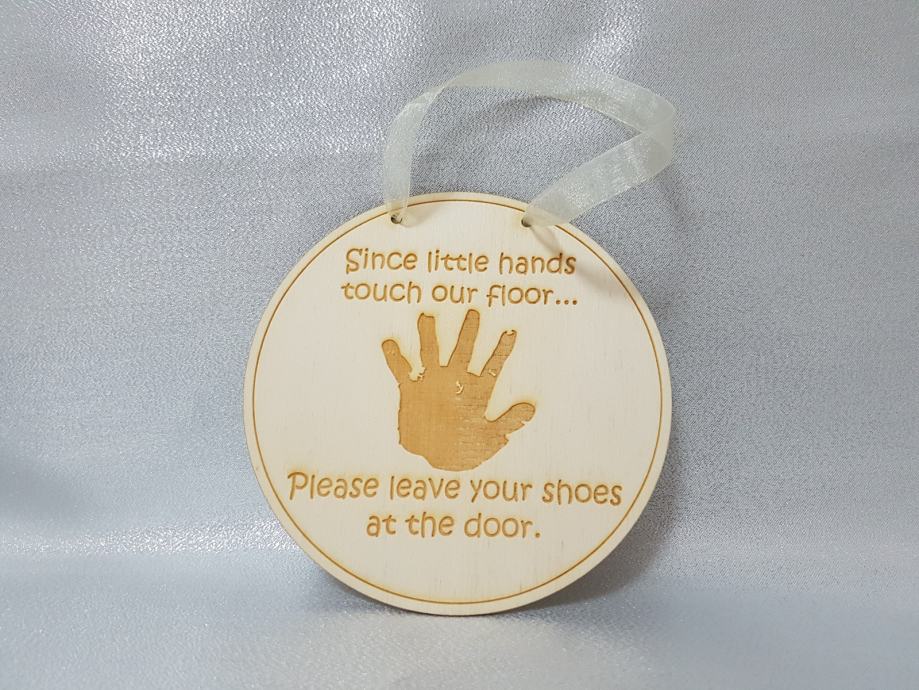 Since little hands
touch our floor...
Please leave your shoes
at the door.